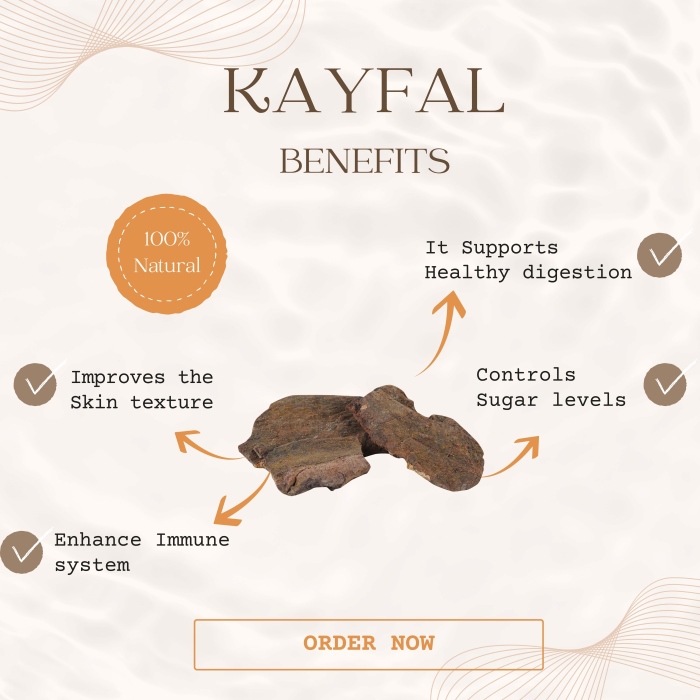 KAYFAL
BENEFITS
100%
Natural
It Supports
Healthy digestion
Improves the
Skin texture
Controls
Sugar levels
Enhance Immune
system
ORDER NOW